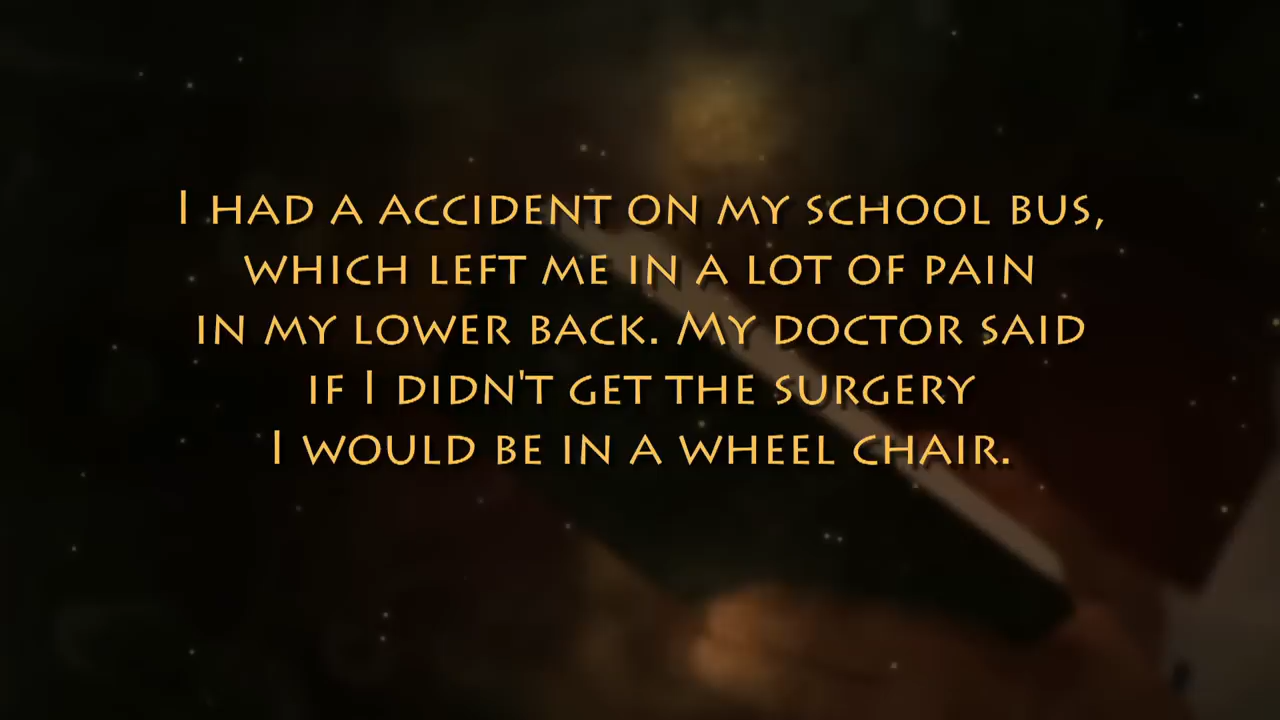 I HAD A ACCIDENT ON MY SCHOOL BUS,
WHICH LEFT ME IN A LOT OF PAIN
IN MY LOWER BACK. MY DOCTOR SAID
IF I DIDN'T GET THE SURGERY
I WOULD BE IN A WHEEL CHAIR.